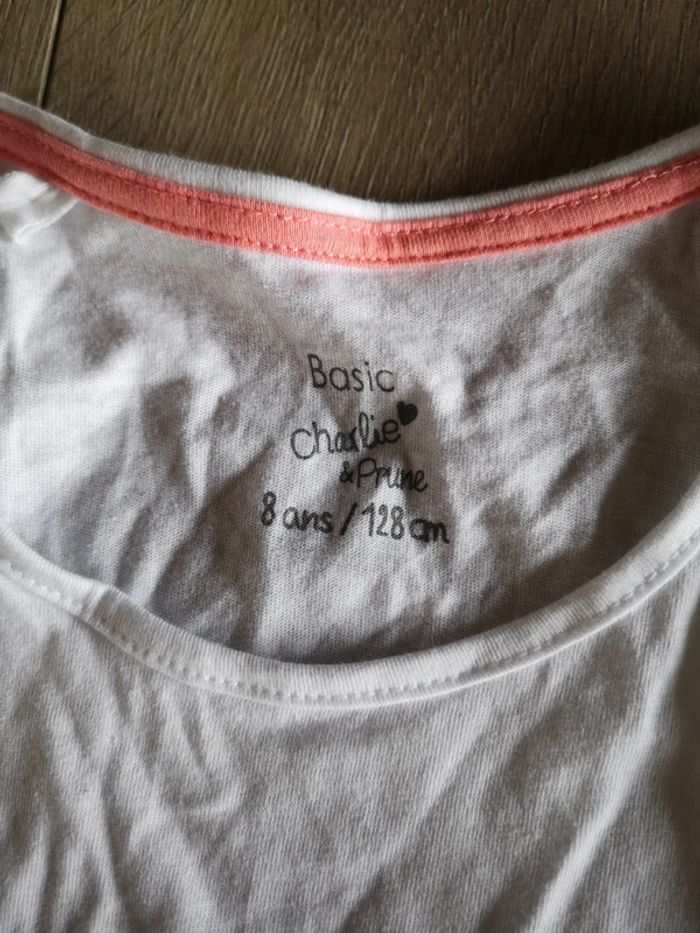 Basic
Charlie
& Prune
8 ans / 128 cm